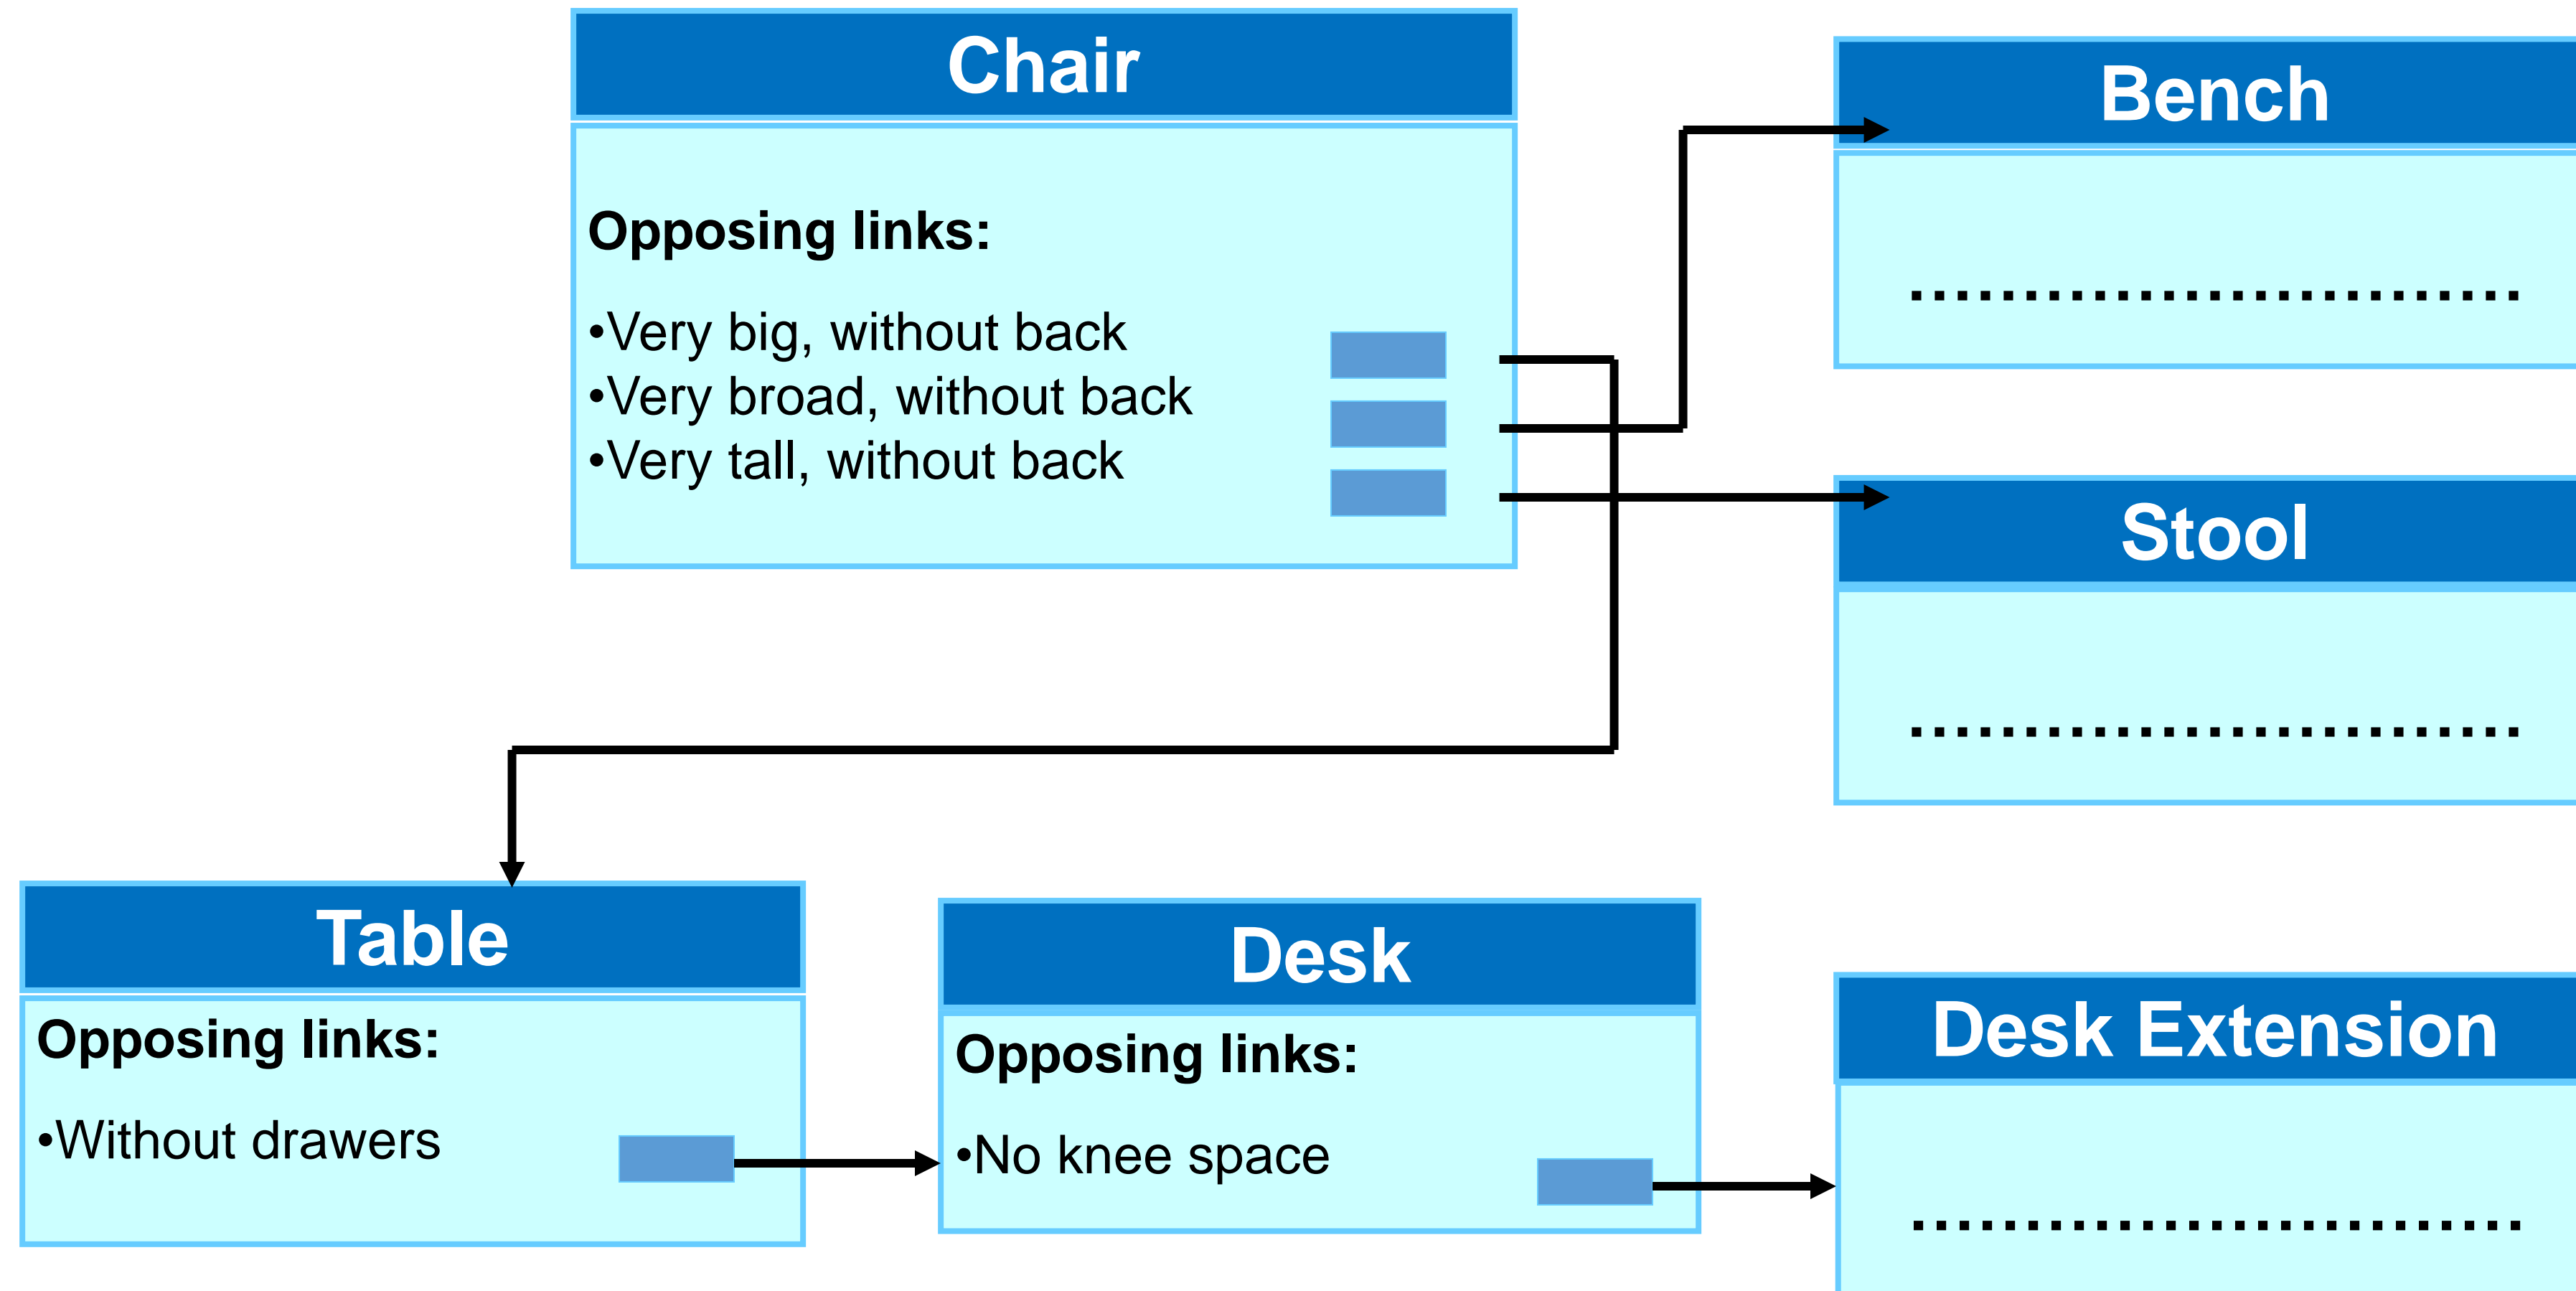 Chair
Opposing links:
•Very big, without back
•Very broad, without back
•Very tall, without back
Bench
..............................
Stool
..............................
Table
Opposing links:
•Without drawers
Desk
Opposing links:
•No knee space
Desk Extension
..............................